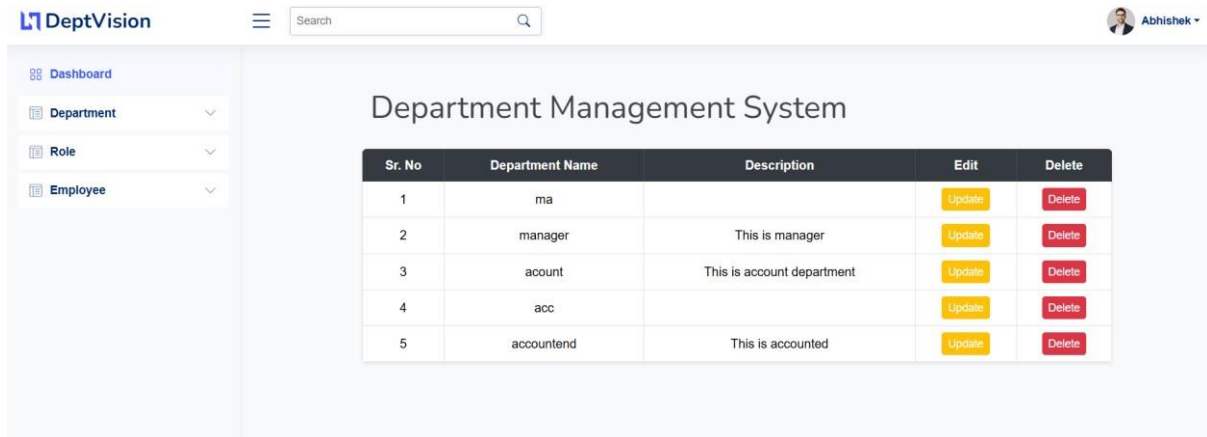 DeptVision
Search
Abhishek
Dashboard
Department
Role
Employee
Department Management System
Sr. No Department Name Description Edit Delete
1 ma Update Delete
2 manager This is manager Update Delete
3 acount This is account department Update Delete
4 acc Update Delete
5 accountend This is accounted Update Delete